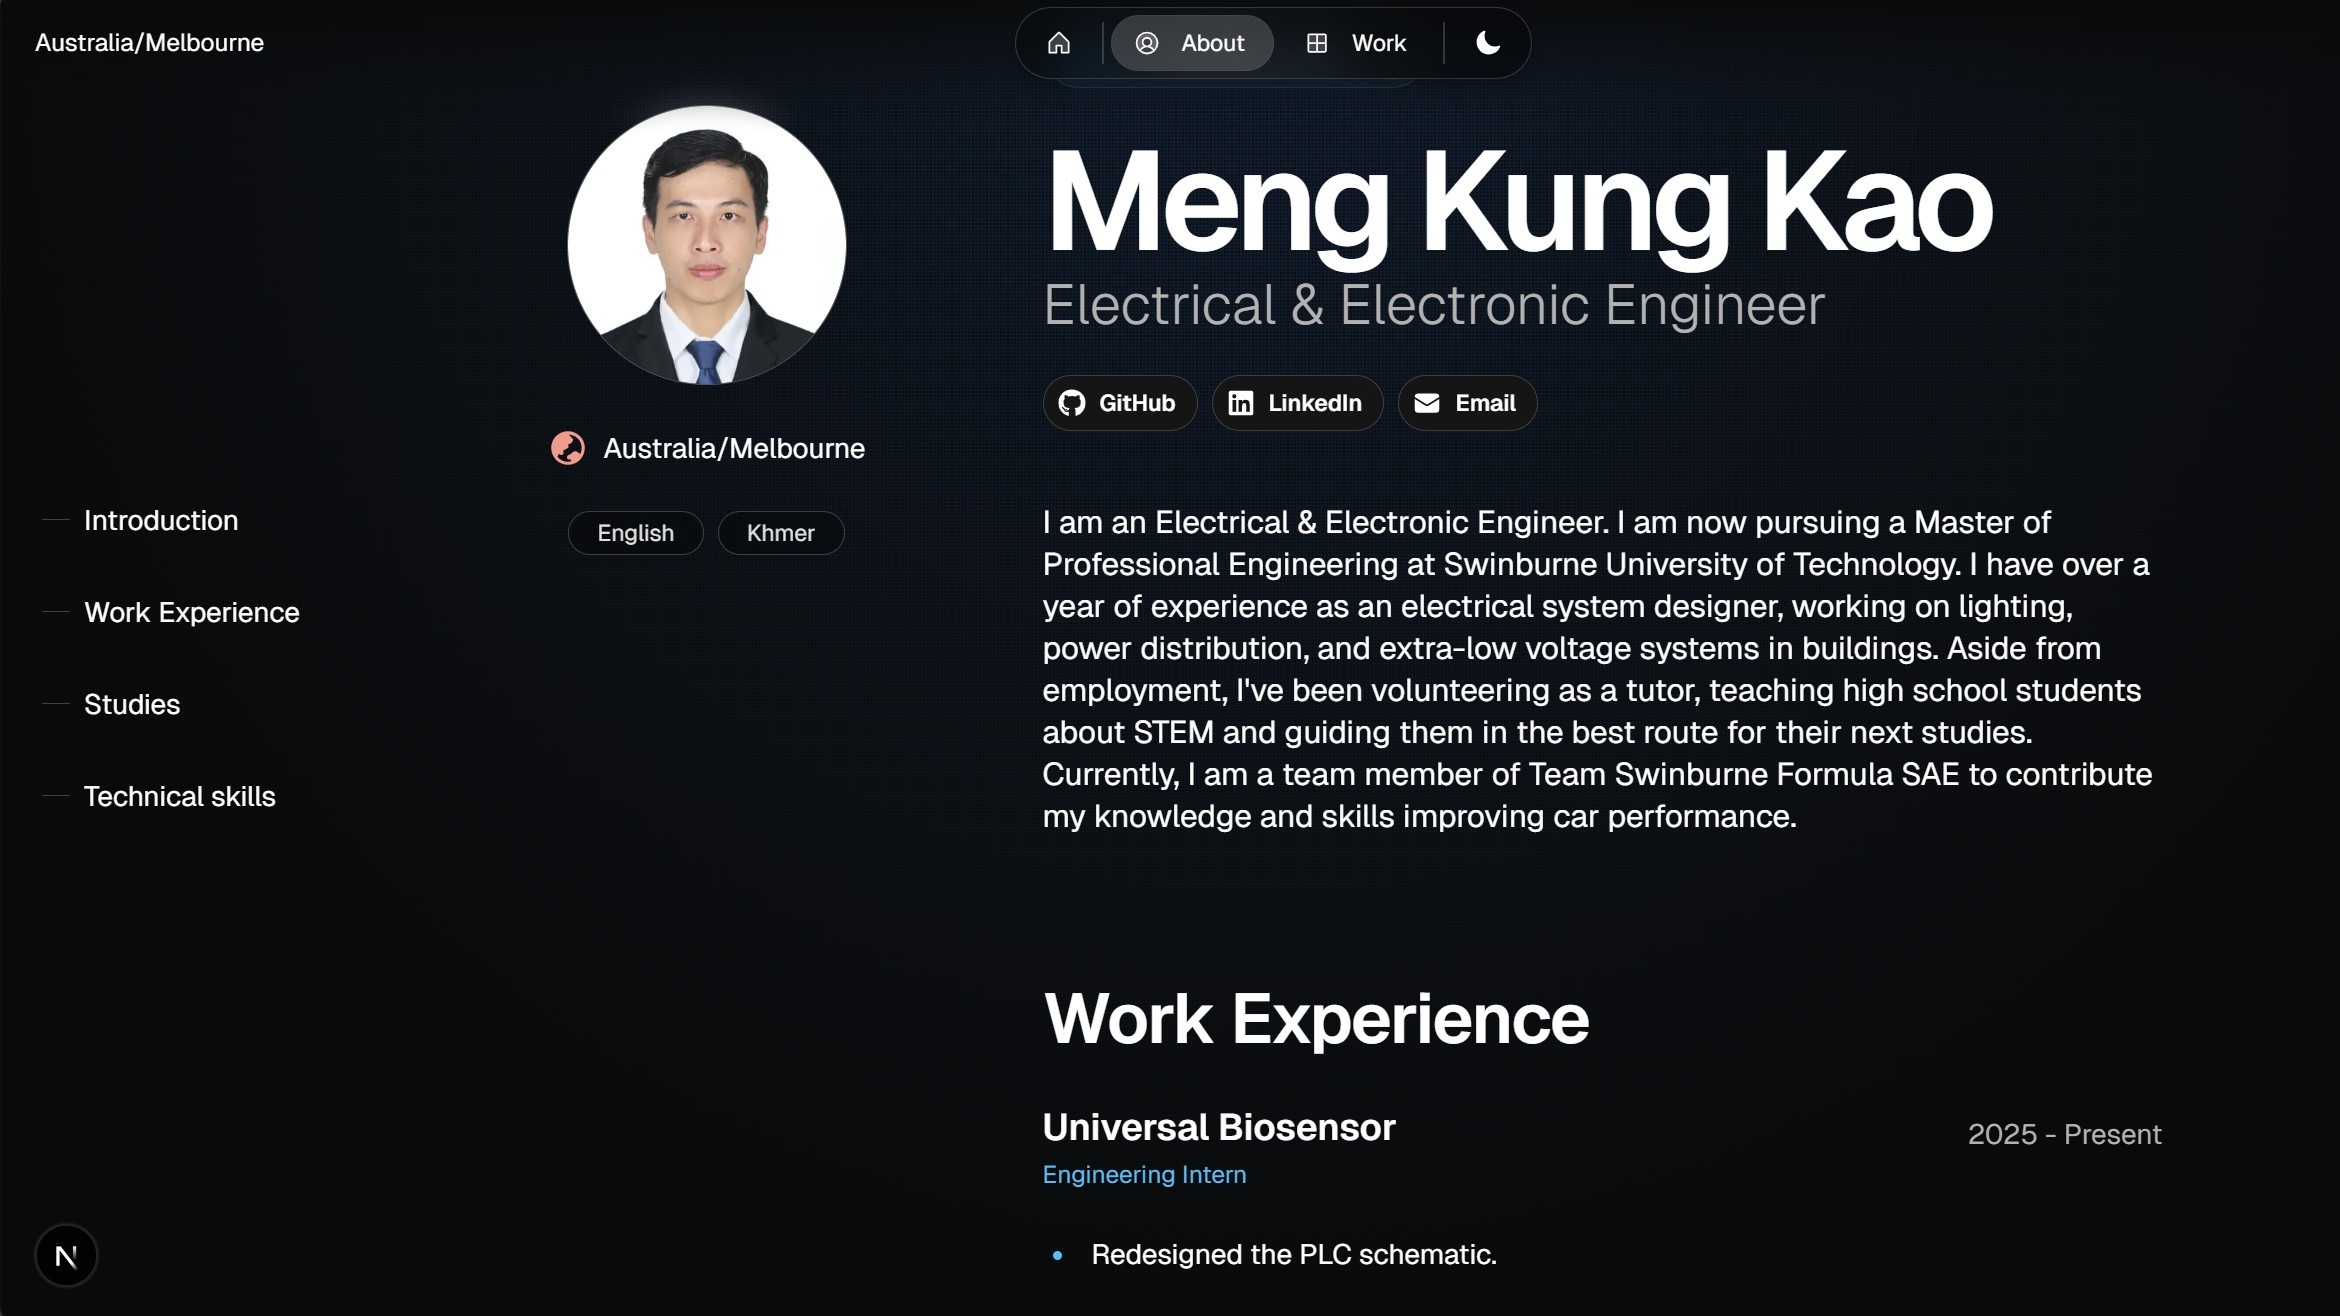 Australia/Melbourne
About
Work
Meng Kung Kao
Electrical & Electronic Engineer
GitHub
LinkedIn
Email
Australia/Melbourne
English
Khmer
Introduction
Work Experience
Studies
Technical skills
I am an Electrical & Electronic Engineer. I am now pursuing a Master of
Professional Engineering at Swinburne University of Technology. I have over a
year of experience as an electrical system designer, working on lighting,
power distribution, and extra-low voltage systems in buildings. Aside from
employment, I've been volunteering as a tutor, teaching high school students
about STEM and guiding them in the best route for their next studies.
Currently, I am a team member of Team Swinburne Formula SAE to contribute
my knowledge and skills improving car performance.
Work Experience
Universal Biosensor
2025 - Present
Engineering Intern
Redesigned the PLC schematic.
N